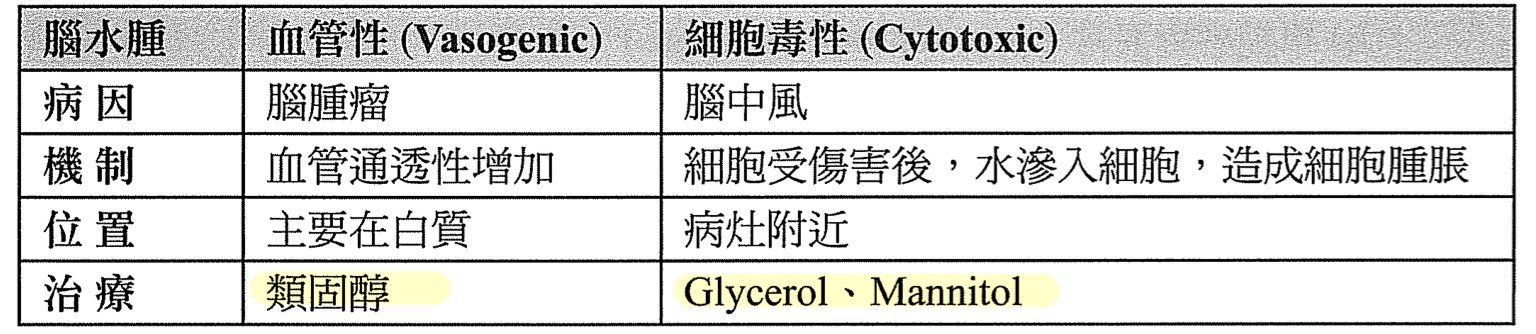 腦水腫 血管性 (Vasogenic) 細胞毒性 (Cytotoxic)
病因 腦腫瘤 腦中風
機制 血管通透性增加 細胞受傷害後，水滲入細胞，造成細胞腫脹
位置 主要在白質 病灶附近
治療 類固醇 Glycerol、Mannitol